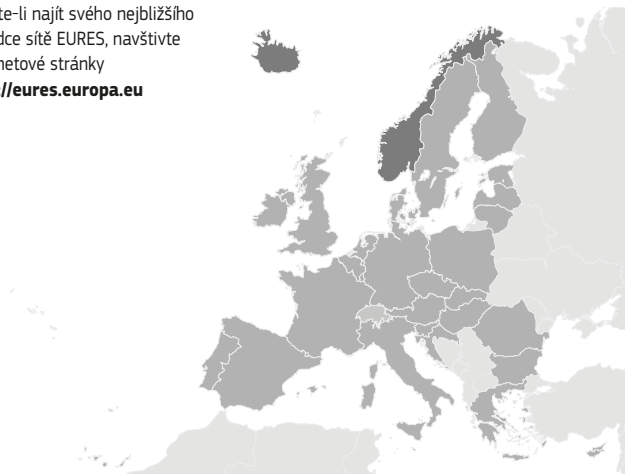 te-li najít svého nejbližšího
dce sítě EURES, navštivte
netové stránky
//eures.europa.eu